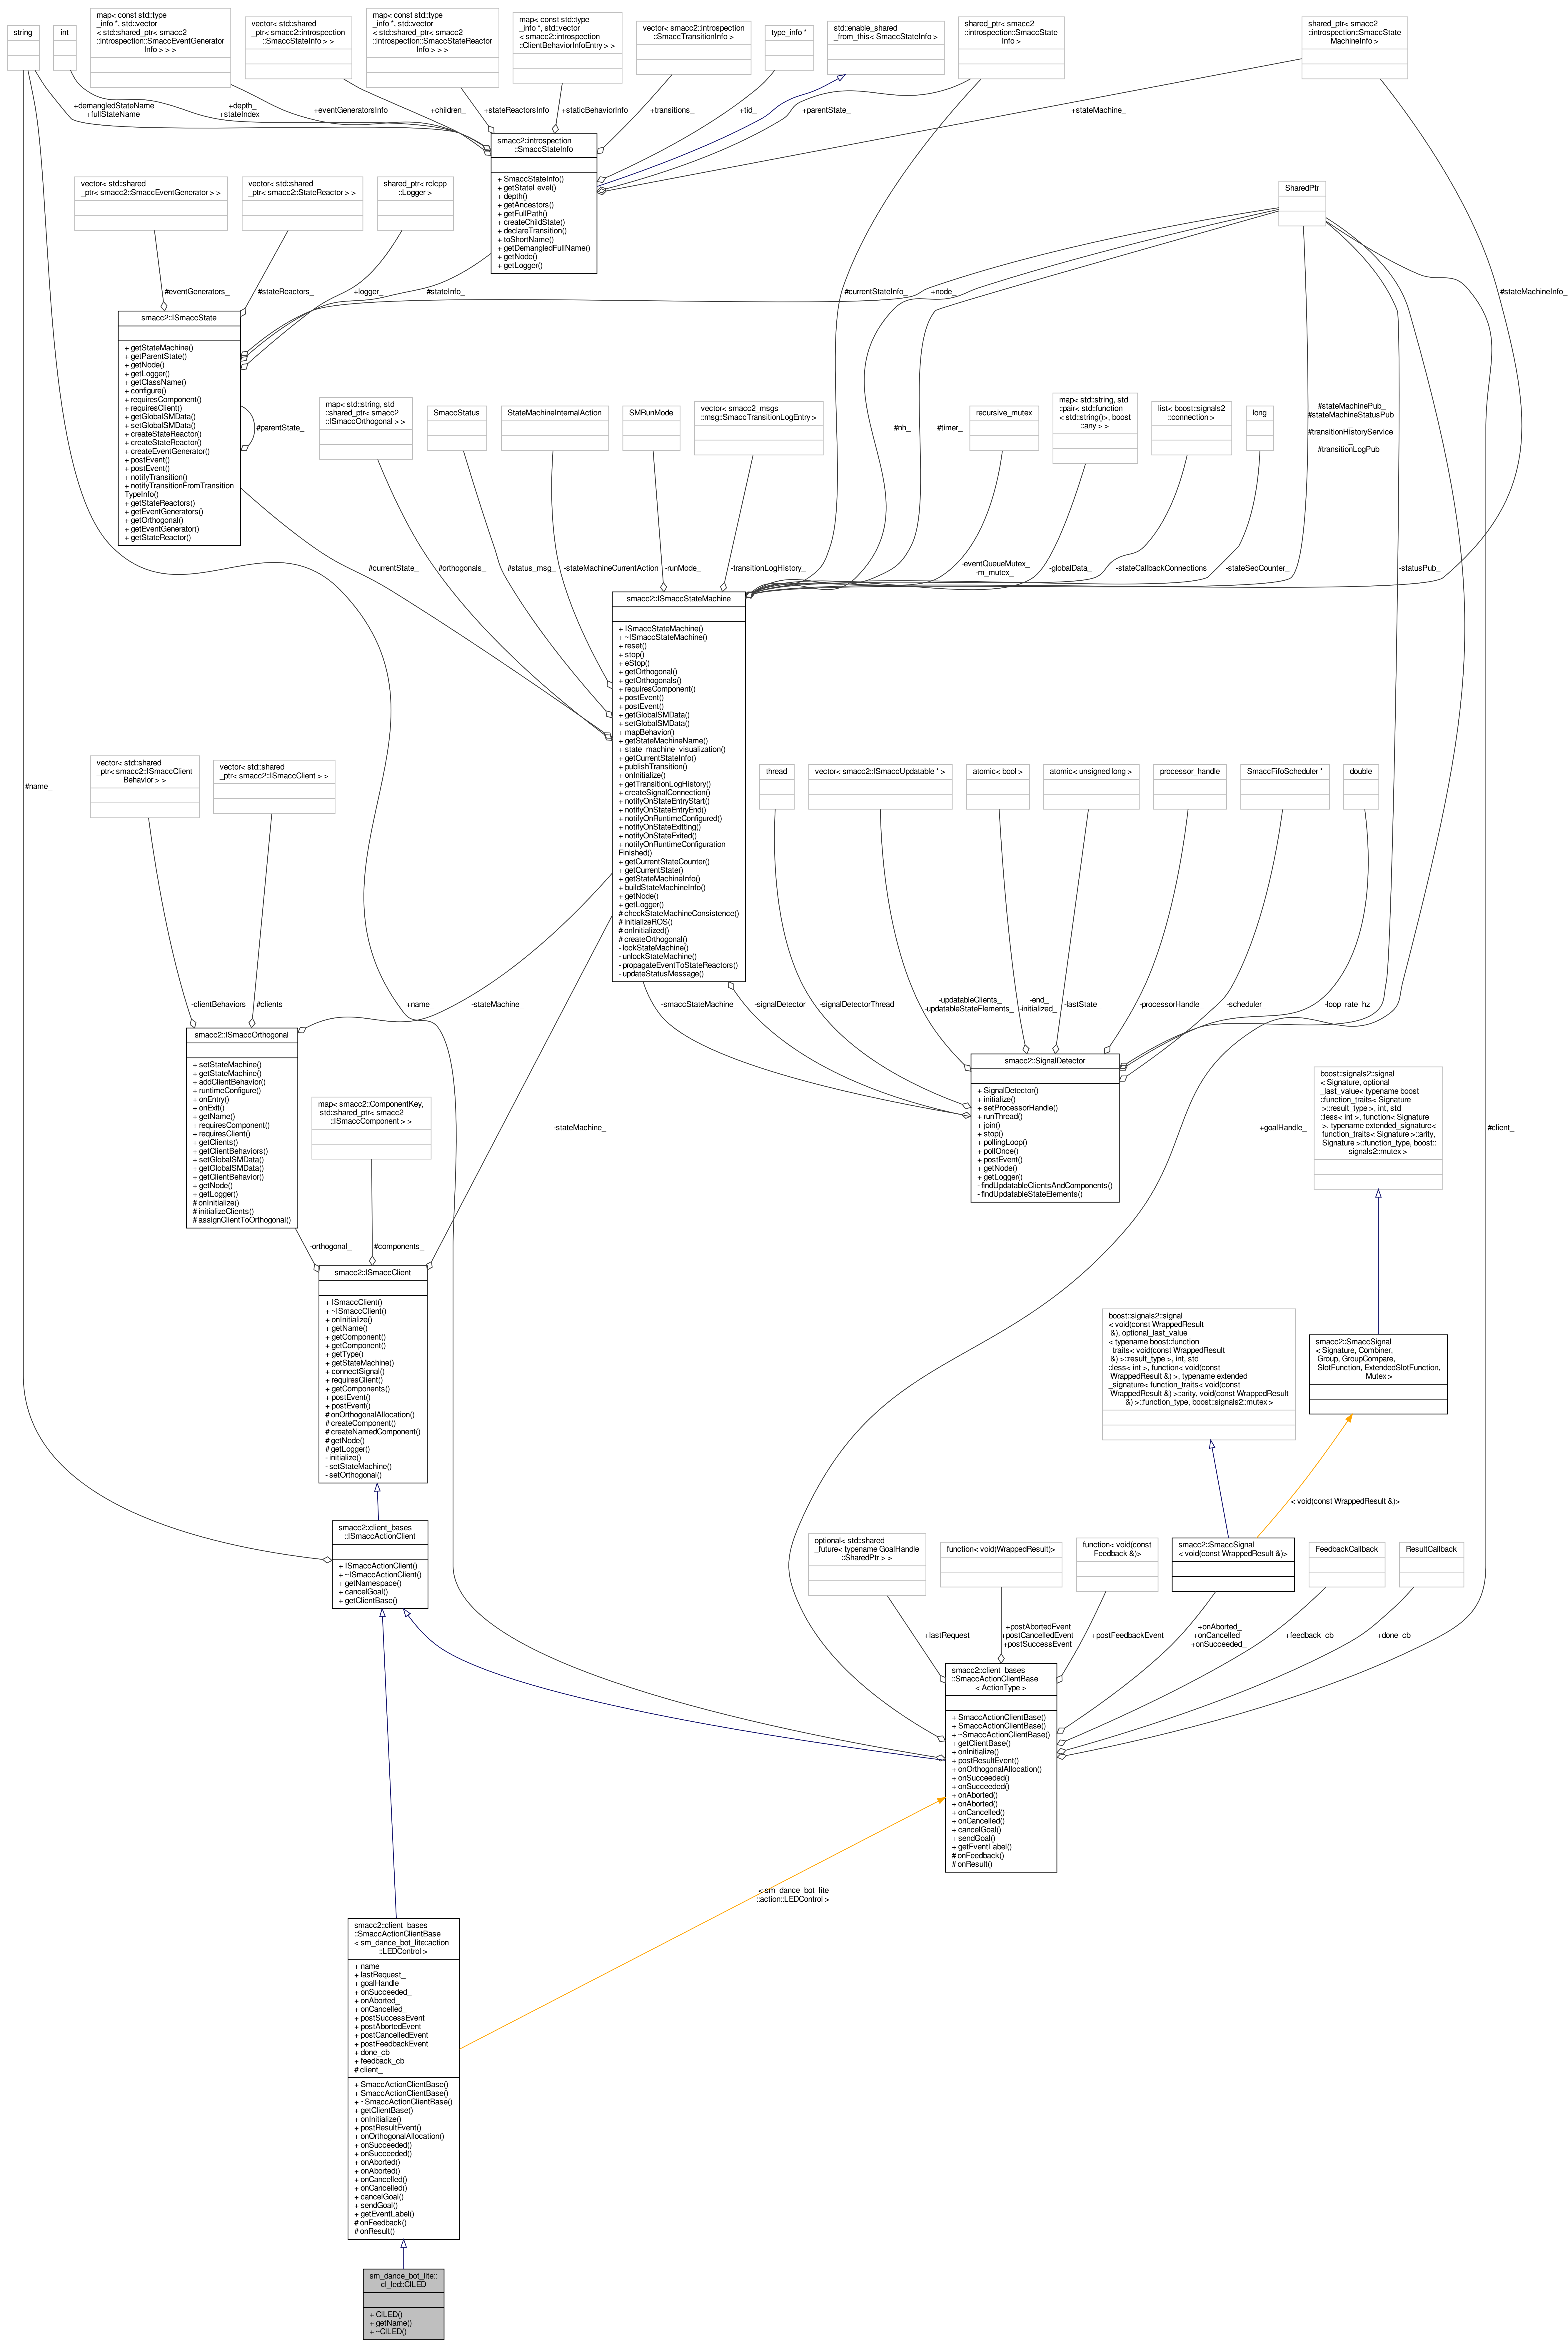 string
int
map< const std::type
_info *, std::vector
< std::shared_ptr< smacc2
::introspection::SmaccEventGenerator
Info > > >
vector< std::shared
_ptr< smacc2::introspection
::SmaccStateInfo > >
map< const std::type
_info *, std::vector
< std::shared_ptr< smacc2
::introspection::SmaccStateReactor
Info > > >
map< const std::type
_info *, std::vector
< smacc2::introspection
::ClientBehaviorInfoEntry > >
vector< smacc2::introspection
::SmaccTransitionInfo >
type_info *
std::enable_shared
_from_this< SmaccStateInfo >
shared_ptr< smacc2
::introspection::SmaccState
Info >
shared_ptr< smacc2
::introspection::SmaccState
MachineInfo >
+demangledStateName
+fullStateName
+depth_
+stateIndex_
+eventGeneratorsInfo
+children_
+stateReactorsInfo
+staticBehaviorInfo
+transitions_
+tid_
+parentState_
+stateMachine_
smacc2::introspection
::SmaccStateInfo
+ SmaccStateInfo()
+ getStateLevel()
+ depth()
+ getAncestors()
+ getFullPath()
+ createChildState()
+ declareTransition()
+ toShortName()
+ getDemangledFullName()
+ getNode()
+ getLogger()
vector< std::shared
_ptr< smacc2::SmaccEventGenerator > >
vector< std::shared
_ptr< smacc2::StateReactor > >
shared_ptr< rclcpp
::Logger >
SharedPtr
#eventGenerators_
#stateReactors_
+logger_
#stateInfo_
#currentStateInfo_
+node_
#stateMachineInfo_
smacc2::ISmaccState
+ getStateMachine()
+ getParentState()
+ getNode()
+ getLogger()
+ getClassName()
+ configure()
+ requiresComponent()
+ requiresClient()
+ getGlobalSMData()
+ setGlobalSMData()
+ createStateReactor()
+ createStateReactor()
+ createEventGenerator()
+ postEvent()
+ postEvent()
+ notifyTransition()
+ notifyTransitionFromTransition
TypeInfo()
+ getStateReactors()
+ getEventGenerators()
+ getOrthogonal()
+ getEventGenerator()
+ getStateReactor()
#parentState_
map< std::string, std
::shared_ptr< smacc2
::ISmaccOrthogonal > >
SmaccStatus
StateMachineInternalAction
SMRunMode
vector< smacc2_msgs
::msg::SmaccTransitionLogEntry >
#nh_
#timer_
recursive_mutex
map< std::string, std
::pair< std::function
< std::string()>, boost
::any > >
list< boost::signals2
::connection >
long
#stateMachinePub_
#stateMachineStatusPub
_
#transitionHistoryService
_
#transitionLogPub_
#currentState_
#orthogonals_
#status_msg_
-stateMachineCurrentAction
-runMode_
-transitionLogHistory_
-eventQueueMutex_
-m_mutex_
-globalData_
-stateCallbackConnections
-stateSeqCounter_
-statusPub_
smacc2::ISmaccStateMachine
+ ISmaccStateMachine()
+ ~ISmaccStateMachine()
+ reset()
+ stop()
+ eStop()
+ getOrthogonal()
+ getOrthogonals()
+ requiresComponent()
+ postEvent()
+ postEvent()
+ getGlobalSMData()
+ setGlobalSMData()
+ mapBehavior()
+ getStateMachineName()
+ state_machine_visualization()
+ getCurrentStateInfo()
+ publishTransition()
+ onInitialize()
+ getTransitionLogHistory()
+ createSignalConnection()
+ notifyOnStateEntryStart()
+ notifyOnStateEntryEnd()
+ notifyOnRuntimeConfigured()
+ notifyOnStateExitting()
+ notifyOnStateExited()
+ notifyOnRuntimeConfiguration
Finished()
+ getCurrentStateCounter()
+ getCurrentState()
+ getStateMachineInfo()
+ buildStateMachineInfo()
+ getNode()
+ getLogger()
# checkStateMachineConsistence()
# initializeROS()
# onInitialized()
# createOrthogonal()
- lockStateMachine()
- unlockStateMachine()
- propagateEventToStateReactors()
- updateStatusMessage()
#name_
vector< std::shared
_ptr< smacc2::ISmaccClient
Behavior > >
vector< std::shared
_ptr< smacc2::ISmaccClient > >
thread
vector< smacc2::ISmaccUpdatable * >
atomic< bool >
atomic< unsigned long >
processor_handle
SmaccFifoScheduler *
double
-clientBehaviors_
#clients_
+name_
-stateMachine_
-smaccStateMachine_
-signalDetector_
-signalDetectorThread_
-updatableClients_
-updatableStateElements_
-end_
-initialized_
-lastState_
-processorHandle_
-scheduler_
-loop_rate_hz
smacc2::ISmaccOrthogonal
+ setStateMachine()
+ getStateMachine()
+ addClientBehavior()
+ runtimeConfigure()
+ onEntry()
+ onExit()
+ getName()
+ requiresComponent()
+ requiresClient()
+ getClients()
+ getClientBehaviors()
+ setGlobalSMData()
+ getGlobalSMData()
+ getClientBehavior()
+ getNode()
+ getLogger()
# onInitialize()
# initializeClients()
# assignClientToOrthogonal()
smacc2::SignalDetector
+ SignalDetector()
+ initialize()
+ setProcessorHandle()
+ runThread()
+ join()
+ stop()
+ pollingLoop()
+ pollOnce()
+ postEvent()
+ getNode()
+ getLogger()
- findUpdatableClientsAndComponents()
- findUpdatableStateElements()
map< smacc2::ComponentKey,
std::shared_ptr< smacc2
::ISmaccComponent > >
-stateMachine_
+goalHandle_
#client_
boost::signals2::signal
< Signature, optional
_last_value< typename boost
::function_traits< Signature
>::result_type >, int, std
::less< int >, function< Signature
>, typename extended_signature<
function_traits< Signature >::arity,
Signature >::function_type, boost::
signals2::mutex >
-orthogonal_
#components_
smacc2::ISmaccClient
+ ISmaccClient()
+ ~ISmaccClient()
+ onInitialize()
+ getName()
+ getComponent()
+ getComponent()
+ getType()
+ getStateMachine()
+ connectSignal()
+ requiresClient()
+ getComponents()
+ postEvent()
+ postEvent()
# onOrthogonalAllocation()
# createComponent()
# createNamedComponent()
# getNode()
# getLogger()
- initialize()
- setStateMachine()
- setOrthogonal()
boost::signals2::signal
< void(const WrappedResult
&), optional_last_value
< typename boost::function
_traits< void(const WrappedResult
&) >::result_type >, int, std
::less< int >, function< void(const
WrappedResult &) >, typename extended
_signature< function_traits< void(const
WrappedResult &) >::arity, void(const WrappedResult
&) >::function_type, boost::signals2::mutex >
smacc2::SmaccSignal
< Signature, Combiner,
Group, GroupCompare,
SlotFunction, ExtendedSlotFunction,
Mutex >
< void(const WrappedResult &)>
smacc2::client_bases
::ISmaccActionClient
+ ISmaccActionClient()
+ ~ISmaccActionClient()
+ getNamespace()
+ cancelGoal()
+ getClientBase()
optional< std::shared
_future< typename GoalHandle
::SharedPtr > >
function< void(WrappedResult)>
function< void(const
Feedback &)>
smacc2::SmaccSignal
< void(const WrappedResult &)>
FeedbackCallback
ResultCallback
+lastRequest_
+postAbortedEvent
+postCancelledEvent
+postSuccessEvent
+postFeedbackEvent
+onAborted_
+onCancelled_
+onSucceeded_
+feedback_cb
+done_cb
smacc2::client_bases
::SmaccActionClientBase
< ActionType >
+ SmaccActionClientBase()
+ SmaccActionClientBase()
+ ~SmaccActionClientBase()
+ getClientBase()
+ onInitialize()
+ postResultEvent()
+ onOrthogonalAllocation()
+ onSucceeded()
+ onSucceeded()
+ onAborted()
+ onAborted()
+ onCancelled()
+ onCancelled()
+ cancelGoal()
+ sendGoal()
+ getEventLabel()
# onFeedback()
# onResult()
< sm_dance_bot_lite
::action::LEDControl >
smacc2::client_bases
::SmaccActionClientBase
< sm_dance_bot_lite::action
::LEDControl >
+ name_
+ lastRequest_
+ goalHandle_
+ onSucceeded_
+ onAborted_
+ onCancelled_
+ postSuccessEvent
+ postAbortedEvent
+ postCancelledEvent
+ postFeedbackEvent
+ done_cb
+ feedback_cb
# client_
+ SmaccActionClientBase()
+ SmaccActionClientBase()
+ ~SmaccActionClientBase()
+ getClientBase()
+ onInitialize()
+ postResultEvent()
+ onOrthogonalAllocation()
+ onSucceeded()
+ onSucceeded()
+ onAborted()
+ onAborted()
+ onCancelled()
+ onCancelled()
+ cancelGoal()
+ sendGoal()
+ getEventLabel()
# onFeedback()
# onResult()
sm_dance_bot_lite::
cl_led::ClLED
+ ClLED()
+ getName()
+ ~ClLED()